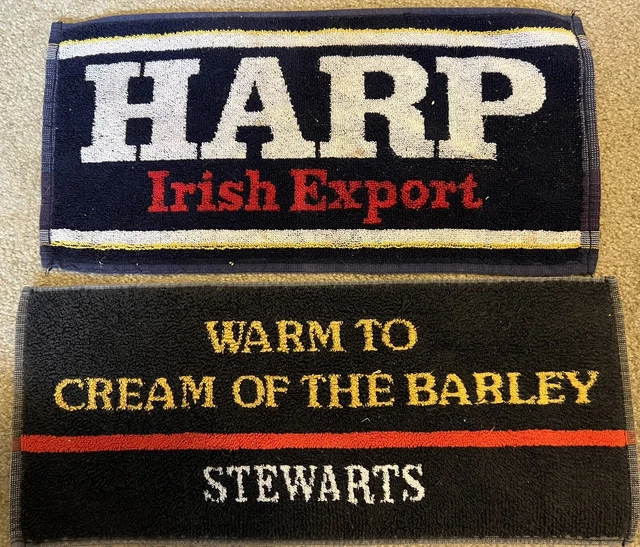 HARP
Irish Export
WARM TO
CREAM OF THE BARLEY
STEWARTS